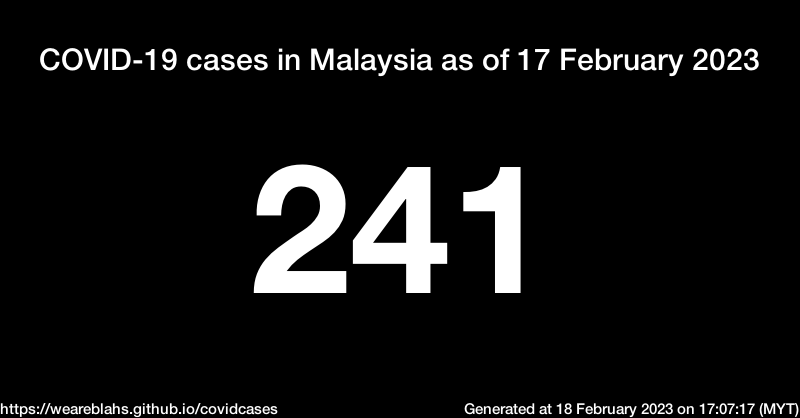 COVID-19 cases in Malaysia as of 17 February 2023
241
https://weareblahs.github.io/covidcases
Generated at 18 February 2023 on 17:07:17 (MYT)